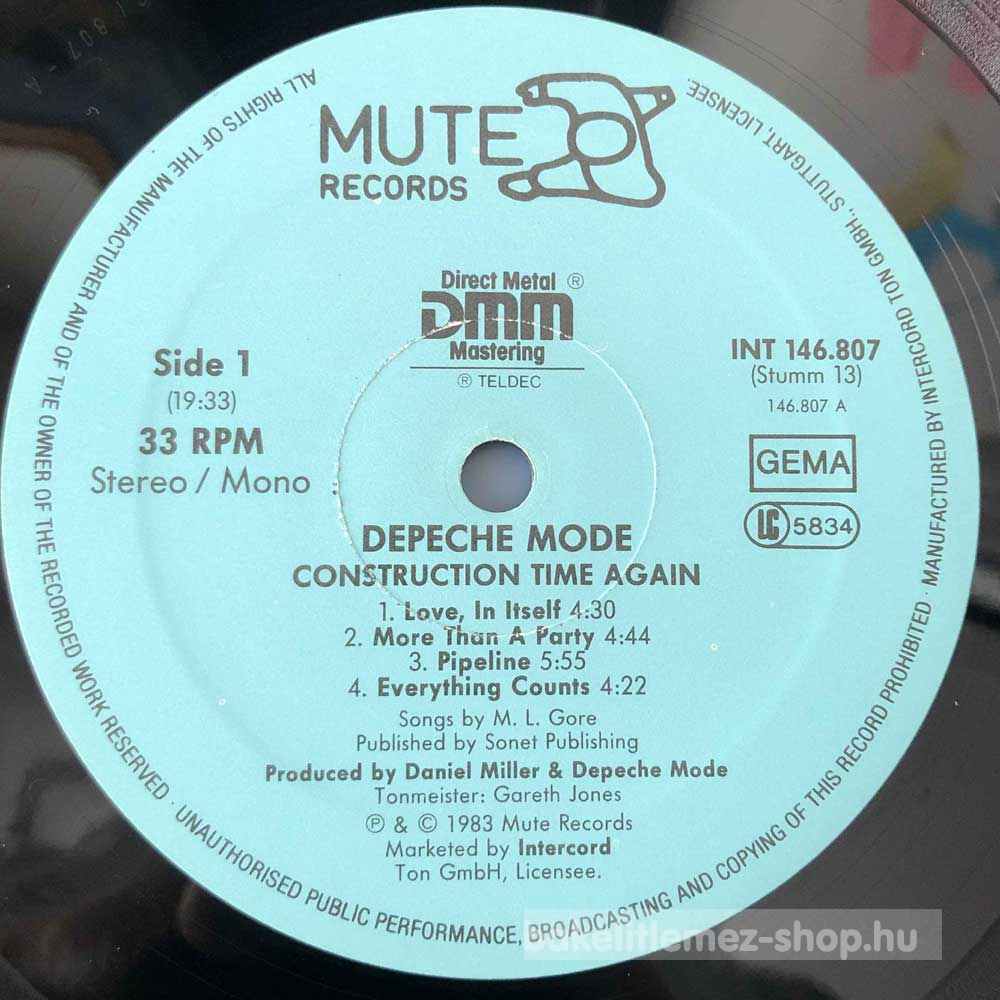 MUTE
RECORDS
Direct Metal ®
DMM
Mastering
℗ TELDEC
Side 1
(19:33)
33 RPM
Stereo / Mono
INT 146.807
(Stumm 13)
146.807 A
GEMA
LC 5834
DEPECHE MODE
CONSTRUCTION TIME AGAIN
1. Love, In Itself 4:30
2. More Than A Party 4:44
3. Pipeline 5:55
4. Everything Counts 4:22
Songs by M. L. Gore
Published by Sonet Publishing
Produced by Daniel Miller & Depeche Mode
Tonmeister: Gareth Jones
℗ & © 1983 Mute Records
Marketed by Intercord
Ton GmbH, Licensee.
ALL RIGHTS OF THE MANUFACTURER AND OF THE OWNER OF THE RECORDED WORK RESERVED · UNAUTHORISED PUBLIC PERFORMANCE, BROADCASTING AND COPYING OF THIS RECORD PROHIBITED · MANUFACTURED BY INTERCORD TON GMBH., STUTTGART, LICENSEE.
bakelitlemez-shop.hu